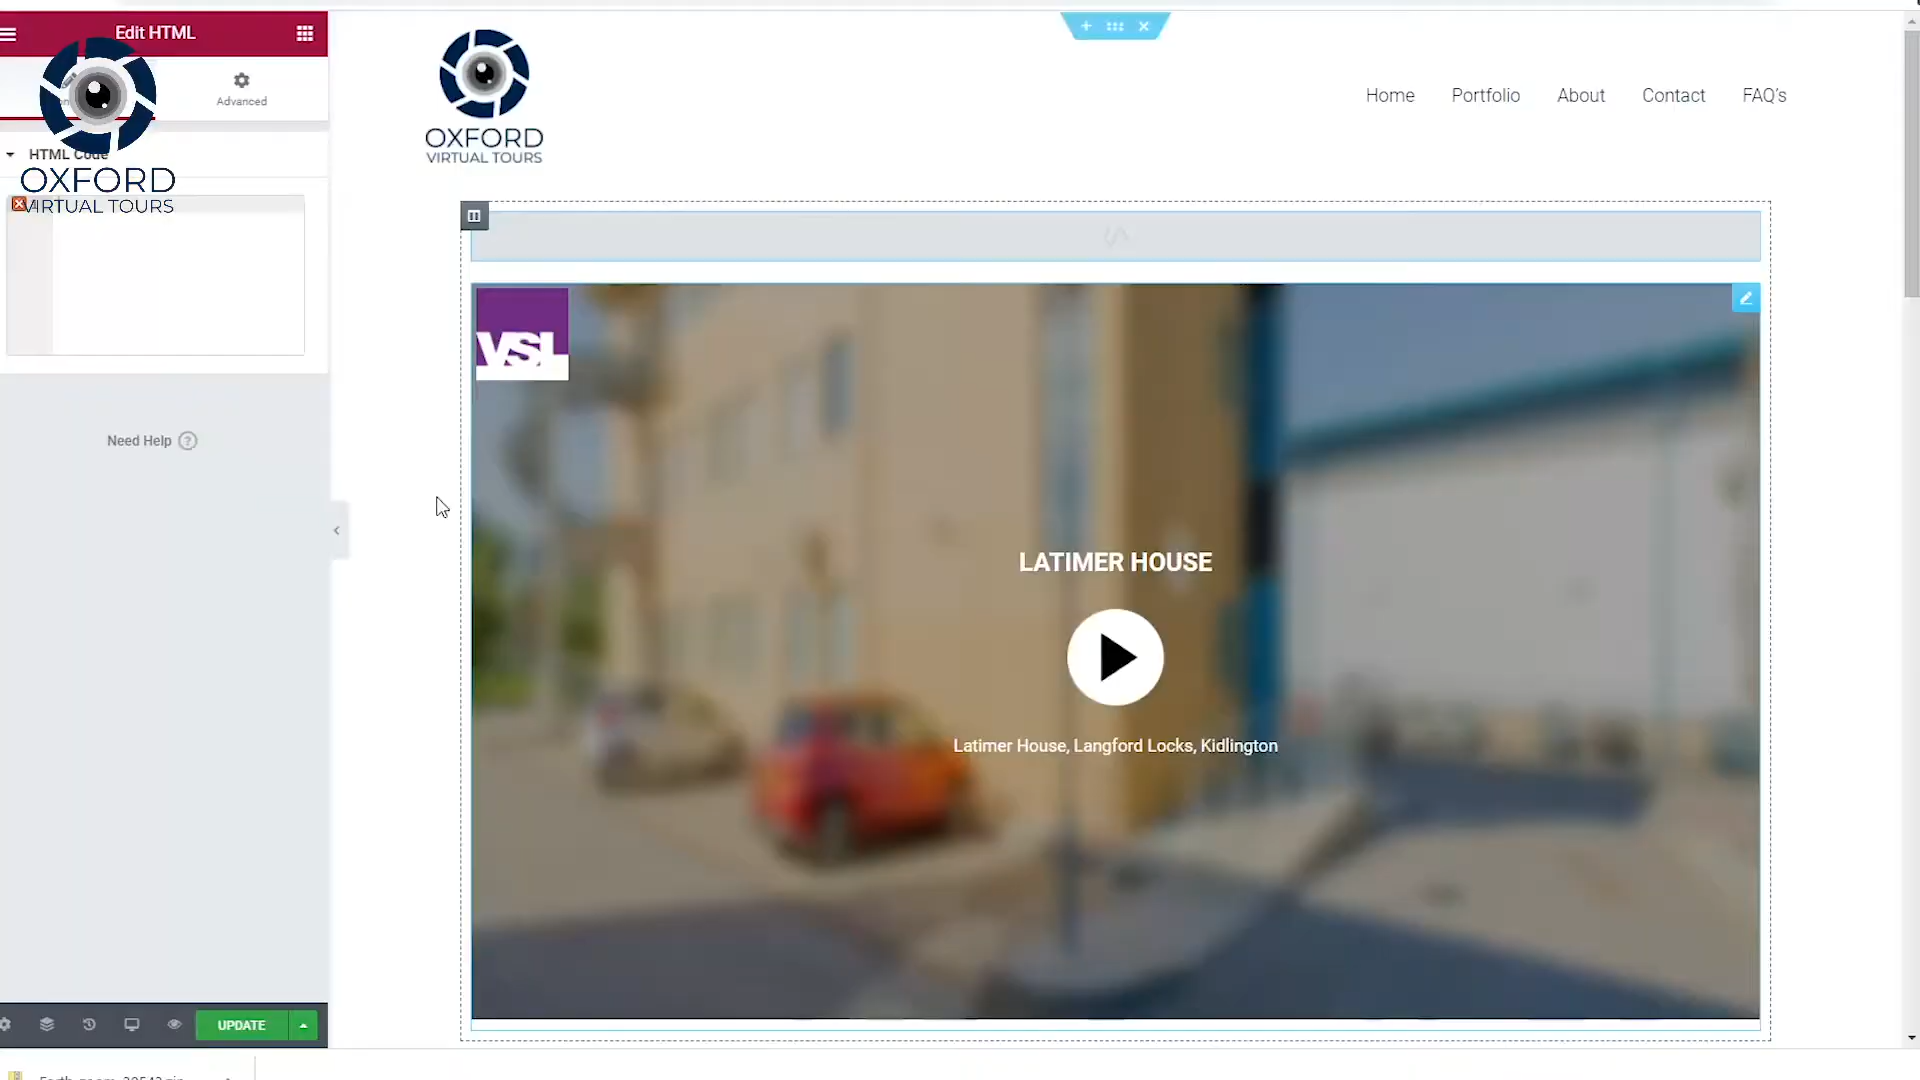 Edit HTML
Advanced
HTML Code
OXFORD
VIRTUAL TOURS
Need Help ?
UPDATE
OXFORD
VIRTUAL TOURS
Home Portfolio About Contact FAQ's
VSL
LATIMER HOUSE
Latimer House, Langford Locks, Kidlington